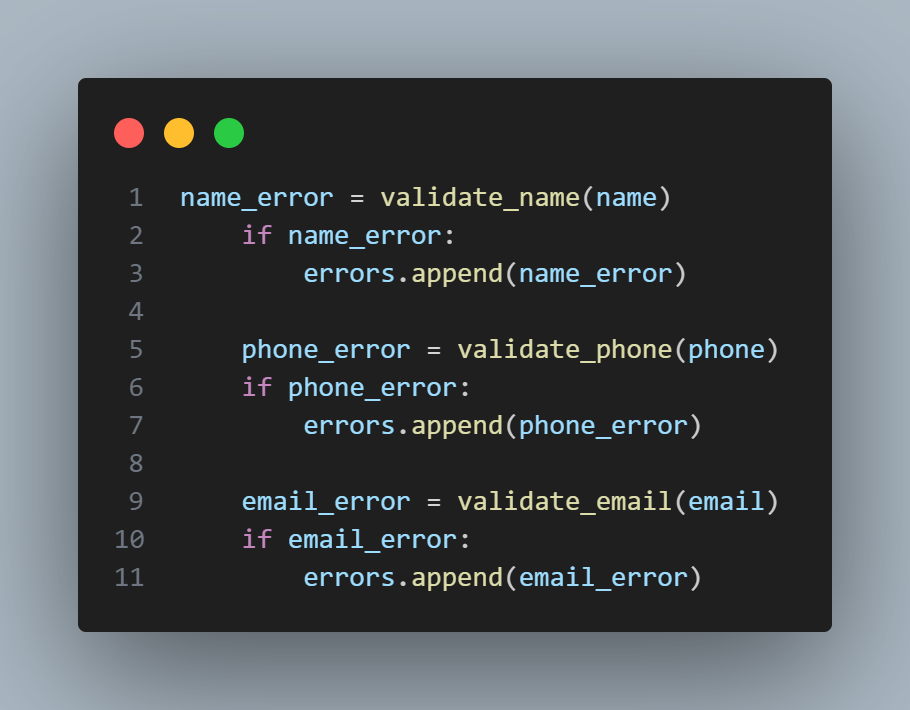 1 name_error = validate_name(name)
2     if name_error:
3         errors.append(name_error)
4
5     phone_error = validate_phone(phone)
6     if phone_error:
7         errors.append(phone_error)
8
9     email_error = validate_email(email)
10     if email_error:
11         errors.append(email_error)